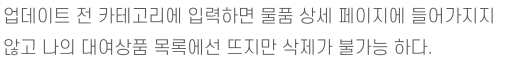 업데이트 전 카테고리에 입력하면 물품 상세 페이지에 들어가지지
않고 나의 대여상품 목록에선 뜨지만 삭제가 불가능 하다.